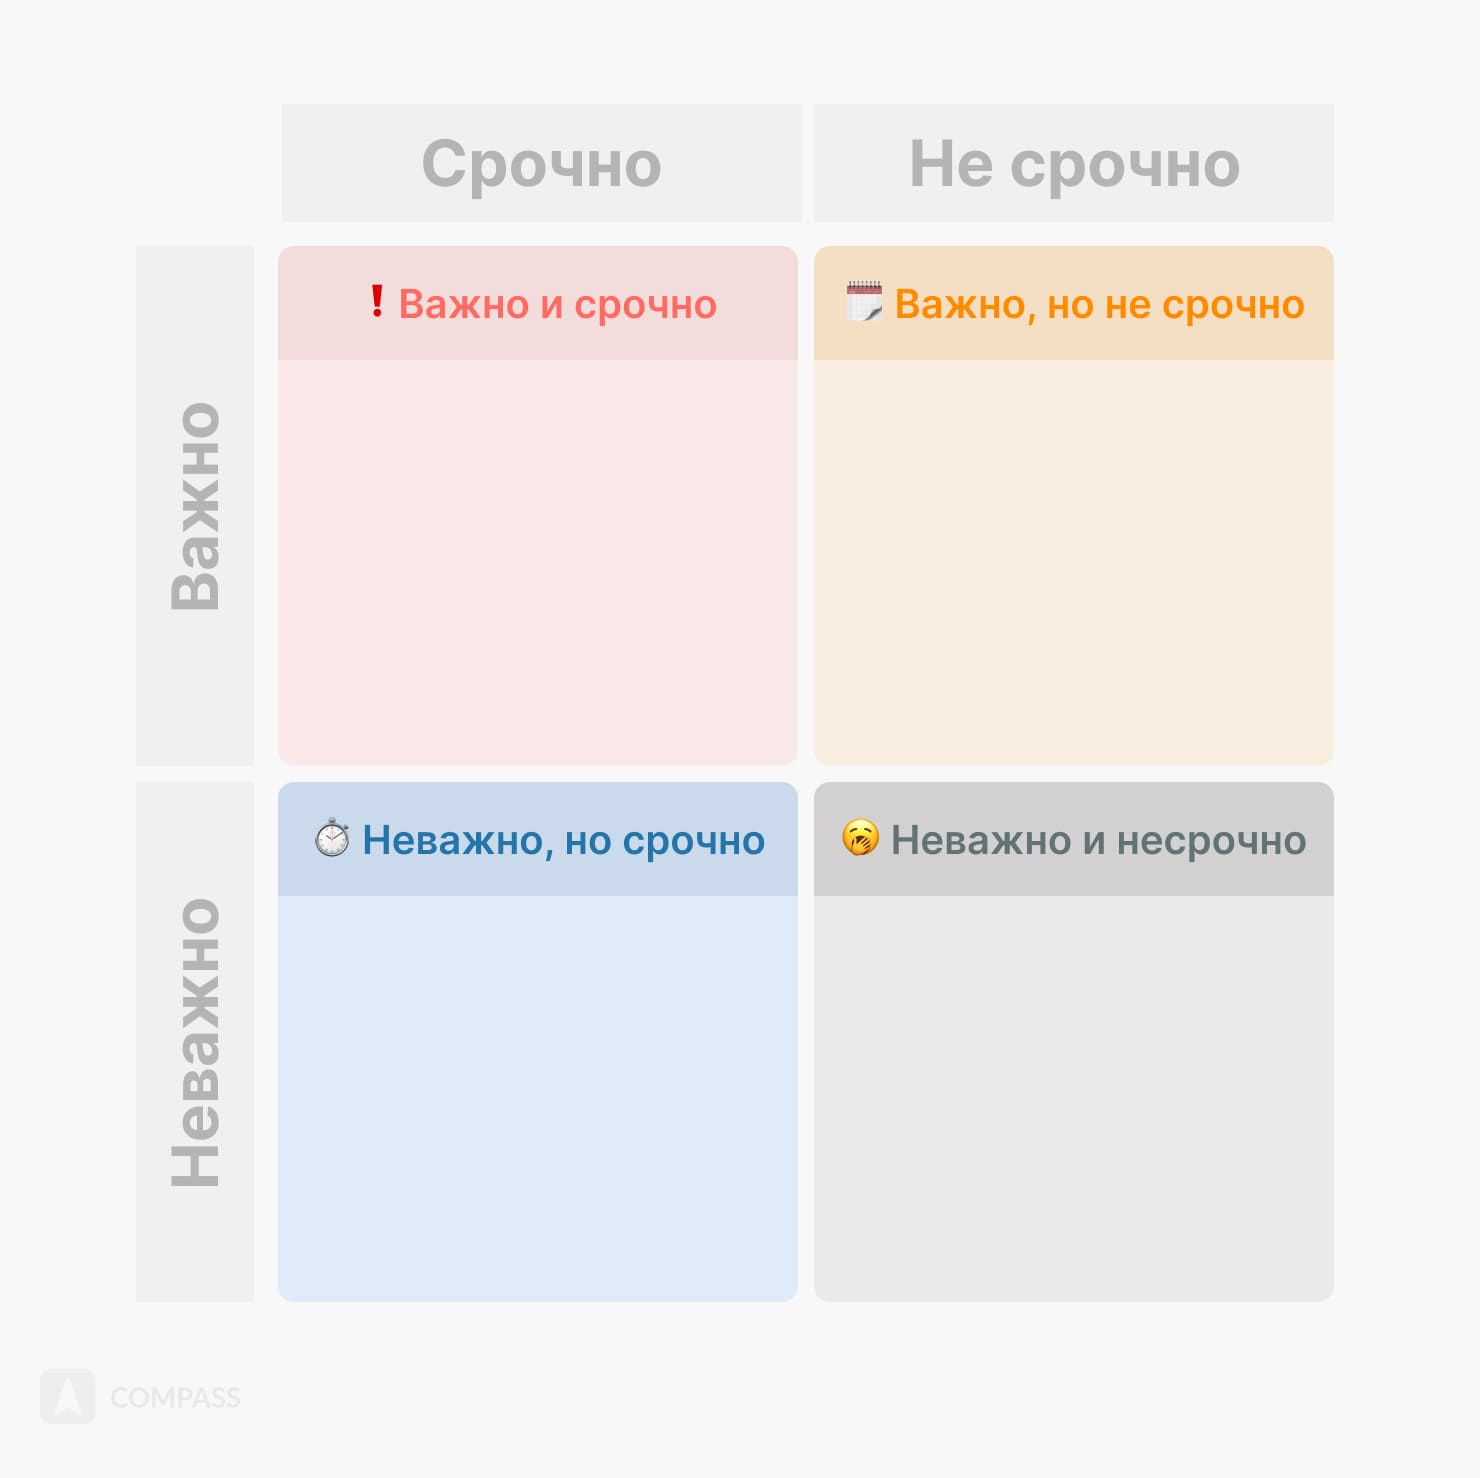 Срочно
Не срочно
Важно
❗ Важно и срочно
🗓 Важно, но не срочно
Неважно
⏱ Неважно, но срочно
🥱 Неважно и несрочно
COMPASS